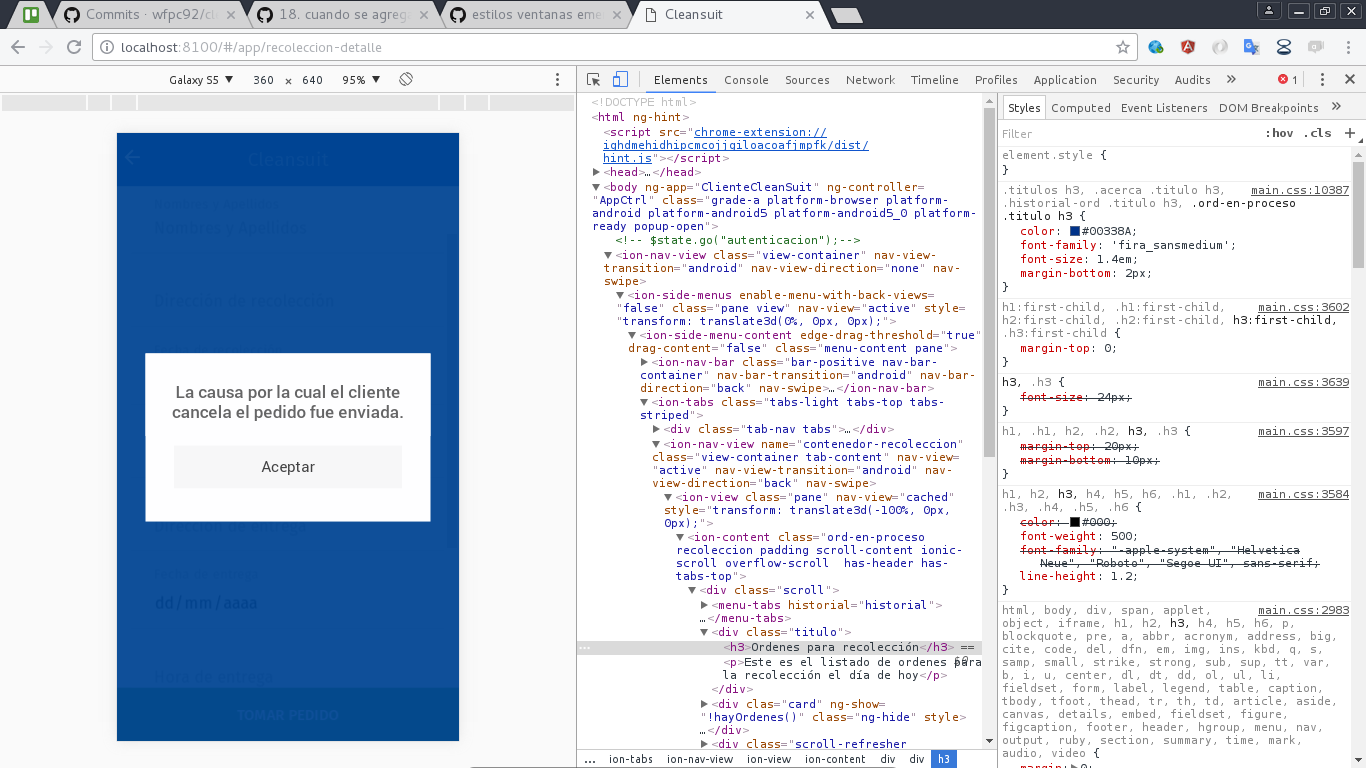 Commits · wfpc92/cli
18. cuando se agrega
estilos ventanas eme
Cleansuit
localhost:8100/#/app/recoleccion-detalle
Galaxy S5 ▼ 360 × 640 95% ▼
Elements Console Sources Network Timeline Profiles Application Security Audits » 1
Cleansuit
Nombres y Apellidos
Dirección de recolección
La causa por la cual el cliente
cancela el pedido fue enviada.
Aceptar
dd / mm / aaaa
Hora de entrega
TOMAR PEDIDO
<!DOCTYPE html>
<html ng-hint>
<script src="chrome-extension://
iqhdmehidhipcmcojjqiloacoafjmpfk/dist/
hint.js"></script>
▶<head>…</head>
▼<body ng-app="ClienteCleanSuit" ng-controller=
"AppCtrl" class="grade-a platform-browser platform-
android platform-android5 platform-android5_0 platform-
ready popup-open">
<!-- $state.go("autenticacion");-->
▼<ion-nav-view class="view-container" nav-view-
transition="android" nav-view-direction="none" nav-
swipe>
▼<ion-side-menus enable-menu-with-back-views=
"false" class="pane view" nav-view="active" style=
"transform: translate3d(0%, 0px, 0px);">
▼<ion-side-menu-content edge-drag-threshold="true"
drag-content="false" class="menu-content pane">
▶<ion-nav-bar class="bar-positive nav-bar-
container" nav-bar-transition="android" nav-bar-
direction="back" nav-swipe>…</ion-nav-bar>
▼<ion-tabs class="tabs-light tabs-top tabs-
striped">
▶<div class="tab-nav tabs">…</div>
▼<ion-nav-view name="contenedor-recoleccion"
class="view-container tab-content" nav-view=
"active" nav-view-transition="android" nav-
view-direction="back" nav-swipe>
▼<ion-view class="pane" nav-view="cached"
style="transform: translate3d(-100%, 0px,
0px);">
▼<ion-content class="ord-en-proceso
recoleccion padding scroll-content ionic-
scroll overflow-scroll  has-header has-
tabs-top">
▼<div class="scroll">
▶<menu-tabs historial="historial">
…</menu-tabs>
▼<div class="titulo">
… <h3>Ordenes para recolección</h3> ==
$0
<p>Este es el listado de ordenes para
la recolección el día de hoy</p>
</div>
▶<div class="card" ng-show=
"!hayOrdenes()" class="ng-hide" style>
…</div>
▶<div class="scroll-refresher
... ion-tabs ion-nav-view ion-view ion-content div div h3
Styles Computed Event Listeners DOM Breakpoints »
Filter :hov .cls +
element.style {
}
.titulos h3, .acerca .titulo h3, main.css:10387
.historial-ord .titulo h3, .ord-en-proceso
.titulo h3 {
color: #00338A;
font-family: 'fira_sansmedium';
font-size: 1.4em;
margin-bottom: 2px;
}
h1:first-child, .h1:first-child, main.css:3602
h2:first-child, .h2:first-child, h3:first-child,
.h3:first-child {
margin-top: 0;
}
h3, .h3 { main.css:3639
font-size: 24px;
}
h1, .h1, h2, .h2, h3, .h3 { main.css:3597
margin-top: 20px;
margin-bottom: 10px;
}
h1, h2, h3, h4, h5, h6, .h1, .h2, main.css:3584
.h3, .h4, .h5, .h6 {
color: #000;
font-weight: 500;
font-family: "-apple-system", "Helvetica
Neue", "Roboto", "Segoe UI", sans-serif;
line-height: 1.2;
}
html, body, div, span, applet, main.css:2983
object, iframe, h1, h2, h3, h4, h5, h6, p,
blockquote, pre, a, abbr, acronym, address, big,
cite, code, del, dfn, em, img, ins, kbd, q, s,
samp, small, strike, strong, sub, sup, tt, var,
b, i, u, center, dl, dt, dd, ol, ul, li,
fieldset, form, label, legend, table, caption,
tbody, tfoot, thead, tr, th, td, article, aside,
canvas, details, embed, fieldset, figure,
figcaption, footer, header, hgroup, menu, nav,
output, ruby, section, summary, time, mark,
audio, video {
margin:▶0;